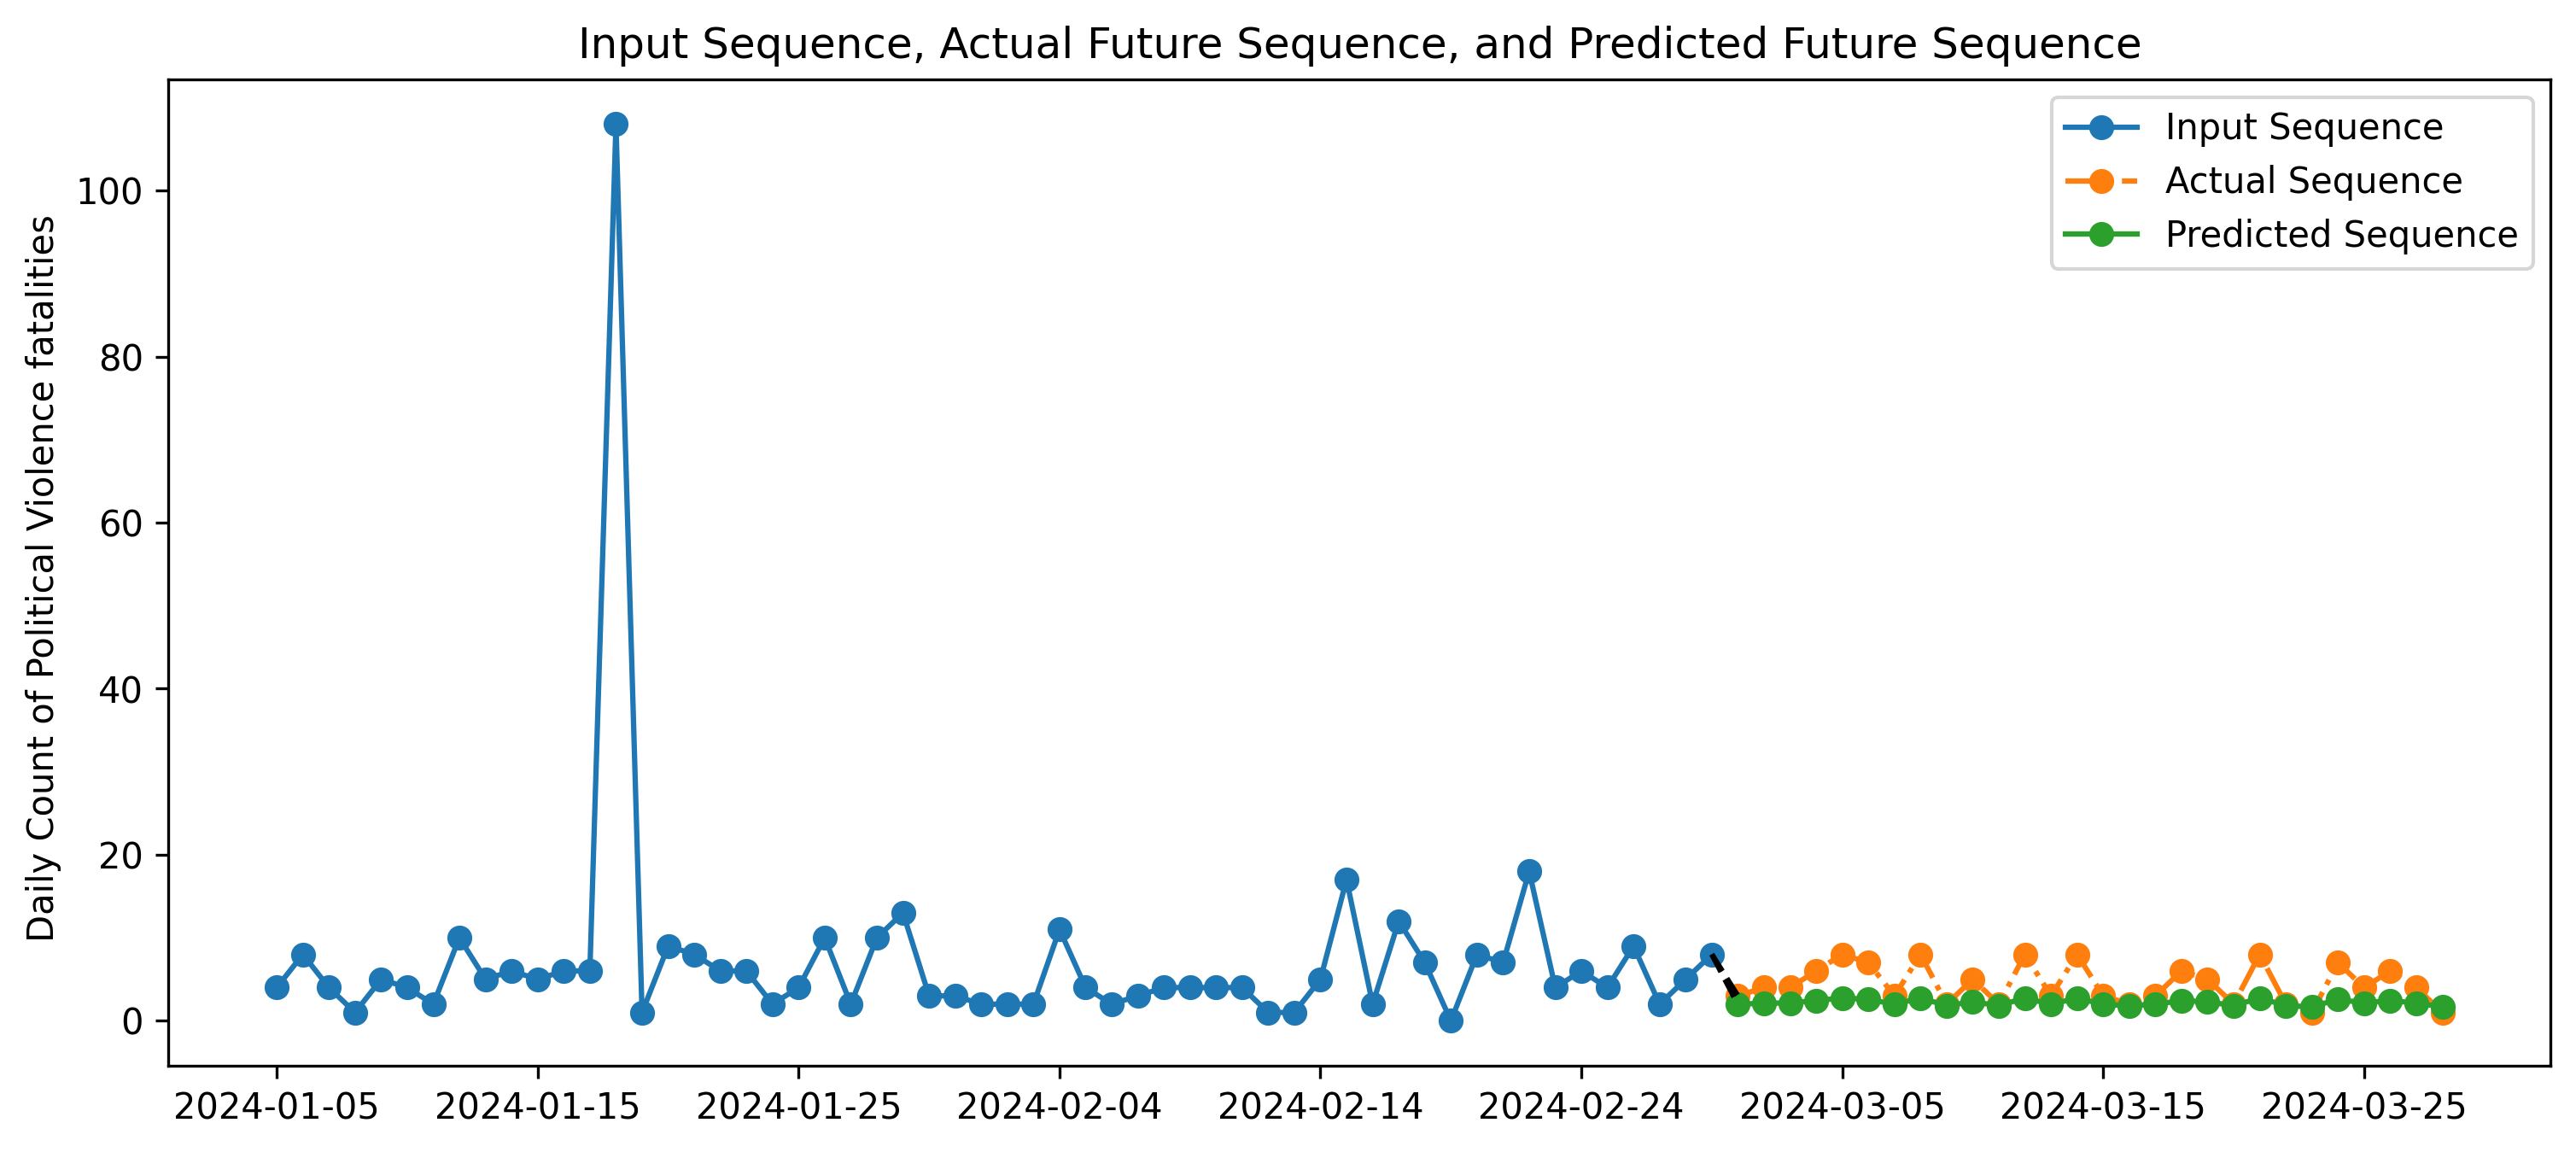 Input Sequence, Actual Future Sequence, and Predicted Future Sequence
Daily Count of Political Violence fatalities
100
80
60
40
20
0
Input Sequence
Actual Sequence
Predicted Sequence
2024-01-05 2024-01-15 2024-01-25 2024-02-04 2024-02-14 2024-02-24 2024-03-05 2024-03-15 2024-03-25